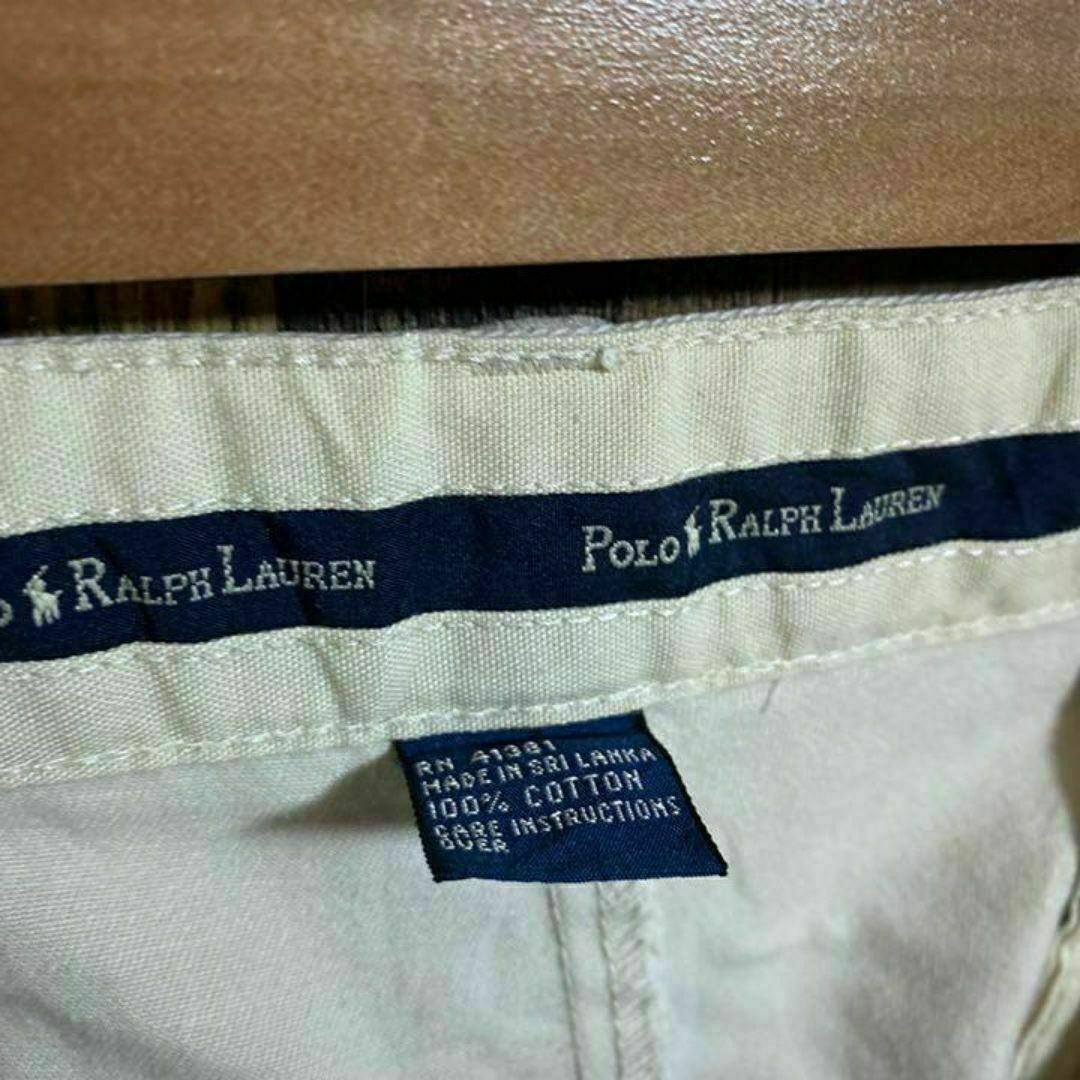 O RALPH LAUREN
POLO RALPH LAUREN
RN 41381
MADE IN SRI LANKA
100% COTTON
CARE INSTRUCTIONS
OVER